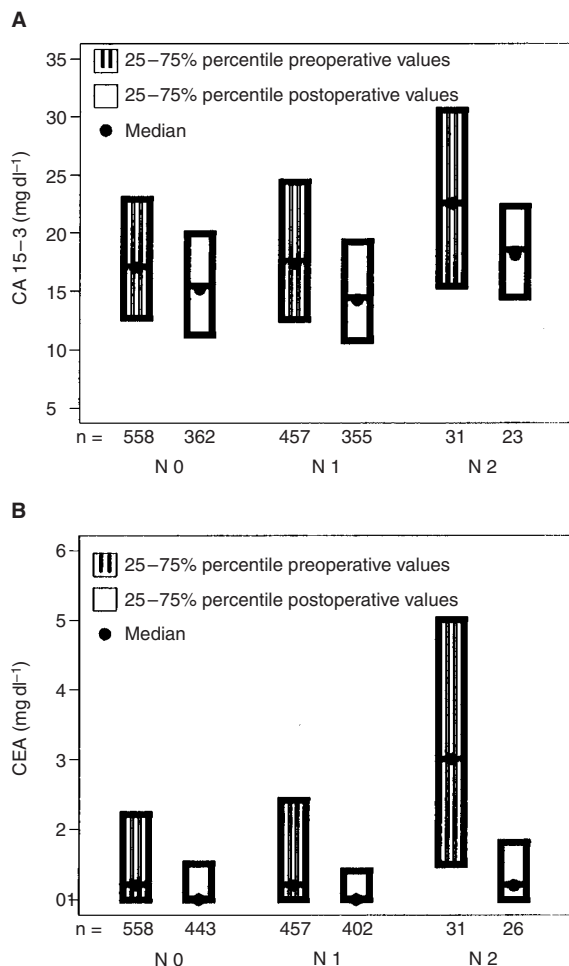 A
35
25–75% percentile preoperative values
30
25–75% percentile postoperative values
Median
25
20
15
10
5
CA 15–3 (mg dl–1)
n = 558 362 457 355 31 23
N 0 N 1 N 2
B
6
25–75% percentile preoperative values
5
25–75% percentile postoperative values
Median
4
3
2
01
CEA (mg dl–1)
n = 558 443 457 402 31 26
N 0 N 1 N 2